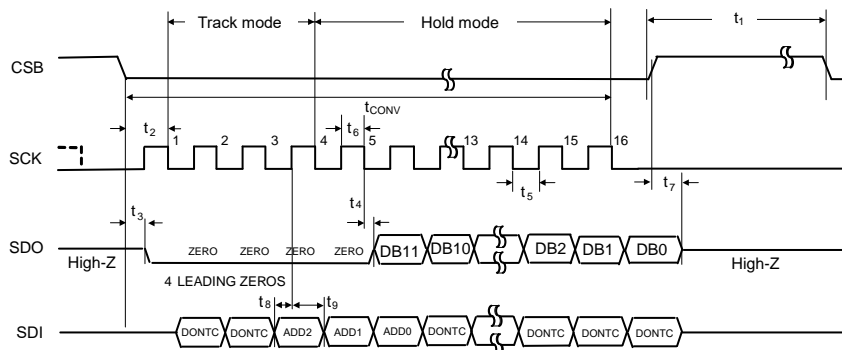 Track mode Hold mode t1
CSB
tCONV
t2 t6
1 2 3 4 5 13 14 15 16
SCK
t3 t4 t5 t7
SDO ZERO ZERO ZERO ZERO DB11 DB10 DB2 DB1 DB0
High-Z High-Z
4 LEADING ZEROS
t8 t9
SDI DONTC DONTC ADD2 ADD1 ADD0 DONTC DONTC DONTC DONTC